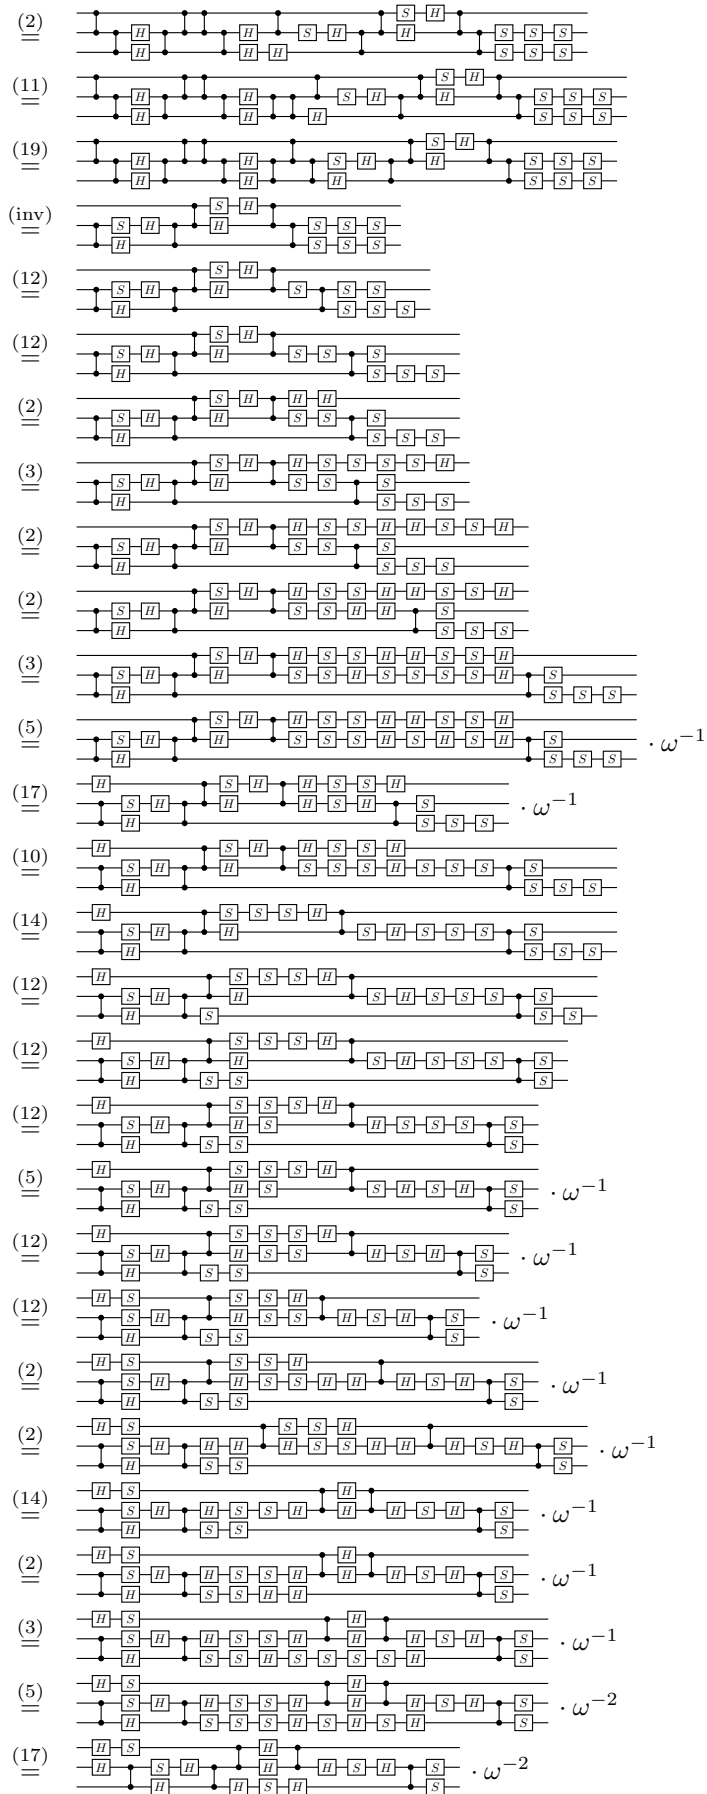 S H
(2) = H H S H H S S S
H H H S S S
S H
(11) = H H S H H S S S
H H H S S S
S H
(19) = H H S H H S S S
H H H S S S
S H
(inv) = S H H S S S
H S S S
S H
(12) = S H H S S S
H S S S
S H
(12) = S H H S S S
H S S S
S H H H
(2) = S H H S S S
H S S S
S H H S S S S H
(3) = S H H S S S
H S S S
S H H S S H H S S H
(2) = S H H S S S
H S S S
S H H S S H H S S H
(2) = S H H S S H H S
H S S S
S H H S S H H S S H
(3) = S H H S S H S S S S H S
H S S S
S H H S S H H S S H
(5) = S H H S S S H S H S H S · ω⁻¹
H S S S
H S H H S S H
(17) = S H H H S H S · ω⁻¹
H S S S
H S H H S S H
(10) = S H H S S S H S S S S
H S S S
H S S S H
(14) = S H H S H S S S S
H S S S
H S S S H
(12) = S H H S H S S S S
H S S S
H S S S H
(12) = S H H S H S S S S
H S S S
H S S S H
(12) = S H H S H S S S S
H S S S
H S S S H
(5) = S H H S S H S H S · ω⁻¹
H S S S
H S S S H
(12) = S H H S S H S H S · ω⁻¹
H S S S
H S S S H
(12) = S H H S S H S H S · ω⁻¹
H S S S
H S S S H
(2) = S H H S S H H H S H S · ω⁻¹
H S S S
H S S S H
(2) = S H H H H S S H H H S H S · ω⁻¹
H S S S
H S H
(14) = S H H S S H H H S H S · ω⁻¹
H S S S
H S H
(2) = S H H S S H H H S H S · ω⁻¹
H S S H H S
H S H
(3) = S H H S S H H H S H S · ω⁻¹
H S S H S S S S H S
H S H
(5) = S H H S S H H H S H S · ω⁻²
H S S S H S H S H S
H S H
(17) = H S H H H S H S · ω⁻²
H H S H S